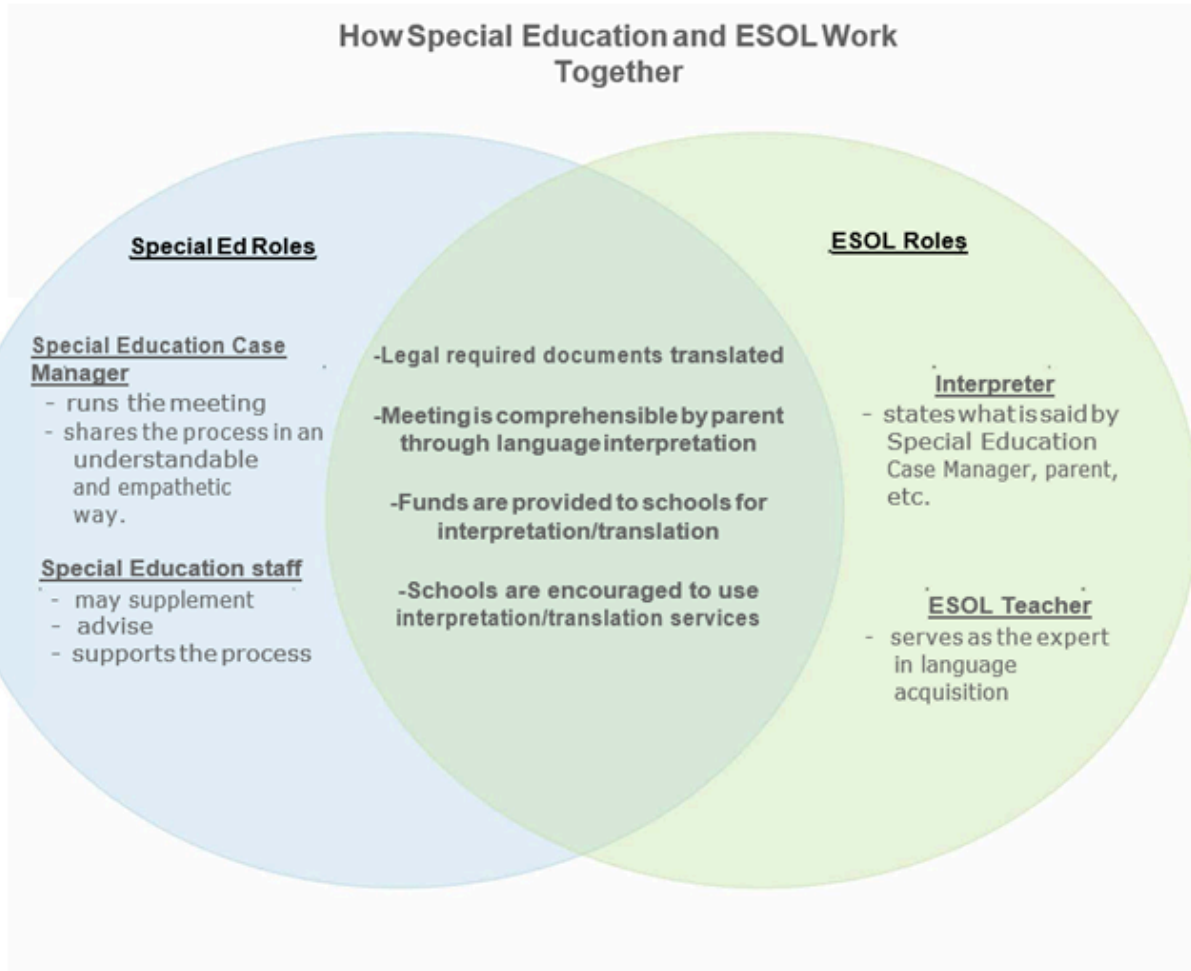 How Special Education and ESOL Work
Together
Special Ed Roles
Special Education Case
Manager
- runs the meeting
- shares the process in an
understandable
and empathetic
way.
Special Education staff
- may supplement
- advise
- supports the process
-Legal required documents translated
-Meeting is comprehensible by parent
through language interpretation
-Funds are provided to schools for
interpretation/translation
-Schools are encouraged to use
interpretation/translation services
ESOL Roles
Interpreter
- states what is said by
Special Education
Case Manager, parent,
etc.
ESOL Teacher
- serves as the expert
in language
acquisition